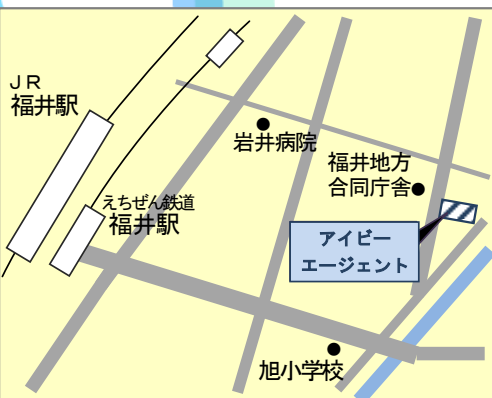 ＪＲ
福井駅
えちぜん鉄道
福井駅
岩井病院
福井地方
合同庁舎
アイビー
エージェント
旭小学校